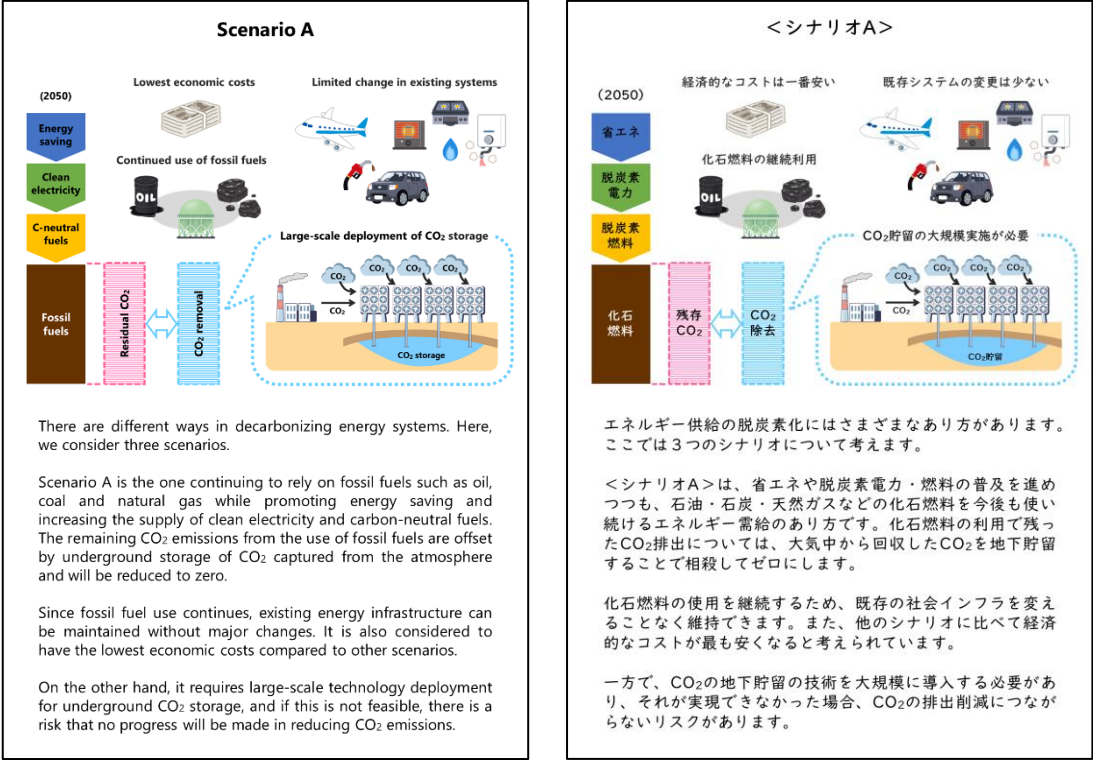 Scenario A
Lowest economic costs
Limited change in existing systems
(2050)
Energy
saving
Continued use of fossil fuels
Clean
electricity
OIL
C-neutral
fuels
Large-scale deployment of CO₂ storage
CO₂
CO₂
CO₂
CO₂
CO₂
Fossil
fuels
Residual CO₂
CO₂ removal
CO₂ storage
There are different ways in decarbonizing energy systems. Here,
we consider three scenarios.
Scenario A is the one continuing to rely on fossil fuels such as oil,
coal and natural gas while promoting energy saving and
increasing the supply of clean electricity and carbon-neutral fuels.
The remaining CO₂ emissions from the use of fossil fuels are offset
by underground storage of CO₂ captured from the atmosphere
and will be reduced to zero.
Since fossil fuel use continues, existing energy infrastructure can
be maintained without major changes. It is also considered to
have the lowest economic costs compared to other scenarios.
On the other hand, it requires large-scale technology deployment
for underground CO₂ storage, and if this is not feasible, there is a
risk that no progress will be made in reducing CO₂ emissions.
＜シナリオA＞
経済的なコストは一番安い
既存システムの変更は少ない
（2050）
省エネ
化石燃料の継続利用
脱炭素
電力
OIL
脱炭素
燃料
CO₂貯留の大規模実施が必要
CO₂
CO₂
CO₂
CO₂
CO₂
化石
燃料
残存
CO₂
CO₂
除去
CO₂貯留
エネルギー供給の脱炭素化にはさまざまなあり方があります。
ここでは３つのシナリオについて考えます。
＜シナリオA＞は、省エネや脱炭素電力・燃料の普及を進め
つつも、石油・石炭・天然ガスなどの化石燃料を今後も使い
続けるエネルギー需給のあり方です。化石燃料の利用で残っ
たCO₂排出については、大気中から回収したCO₂を地下貯留
することで相殺してゼロにします。
化石燃料の使用を継続するため、既存の社会インフラを変え
ることなく維持できます。また、他のシナリオに比べて経済
的なコストが最も安くなると考えられています。
一方で、CO₂の地下貯留の技術を大規模に導入する必要があ
り、それが実現できなかった場合、CO₂の排出削減につなが
らないリスクがあります。